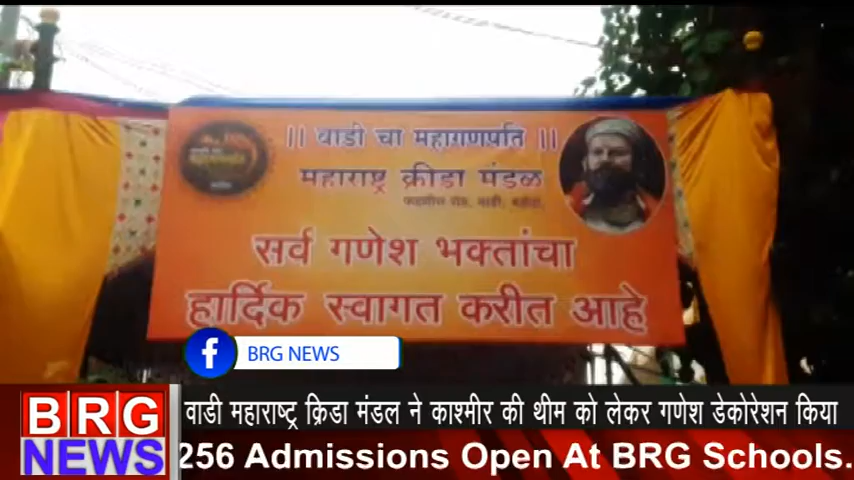 || वाडी चा महागणपति ||
महाराष्ट्र क्रीडा मंडळ
सर्व गणेश भक्तांचा
हार्दिक स्वागत करीत आहे
BRG NEWS
BRG
NEWS
वाडी महाराष्ट्र क्रिडा मंडल ने काश्मीर की थीम को लेकर गणेश डेकोरेशन किया
256 Admissions Open At BRG Schools.